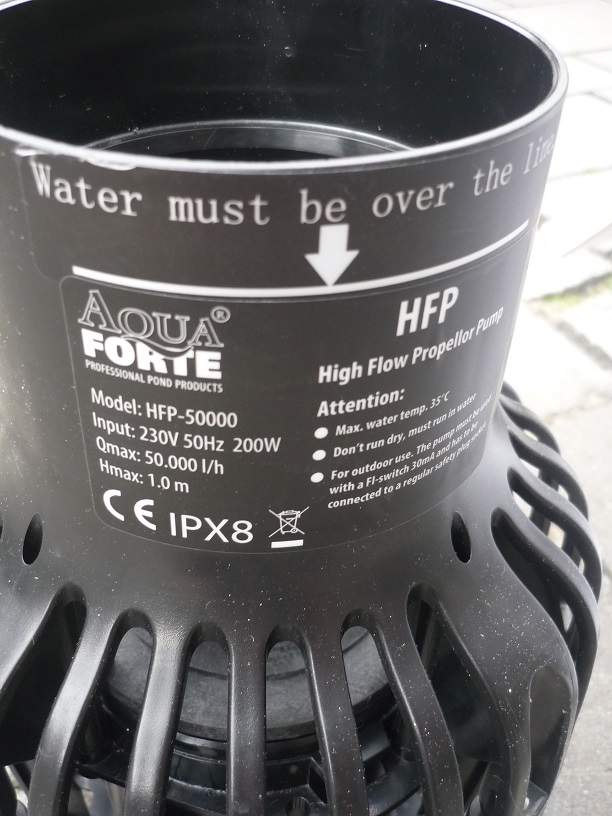 Water must be over the line
AQUA®
FORTE
PROFESSIONAL POND PRODUCTS
Model: HFP-50000
Input: 230V 50Hz 200W
Qmax: 50.000 l/h
Hmax: 1.0 m
CE IPX8
HFP
High Flow Propellor Pump
Attention:
Max. water temp. 35°C
Don't run dry, must run in water
For outdoor use. The pump must be used
with a FI-switch 30mA and has to be
connected to a regular safety plug socket.